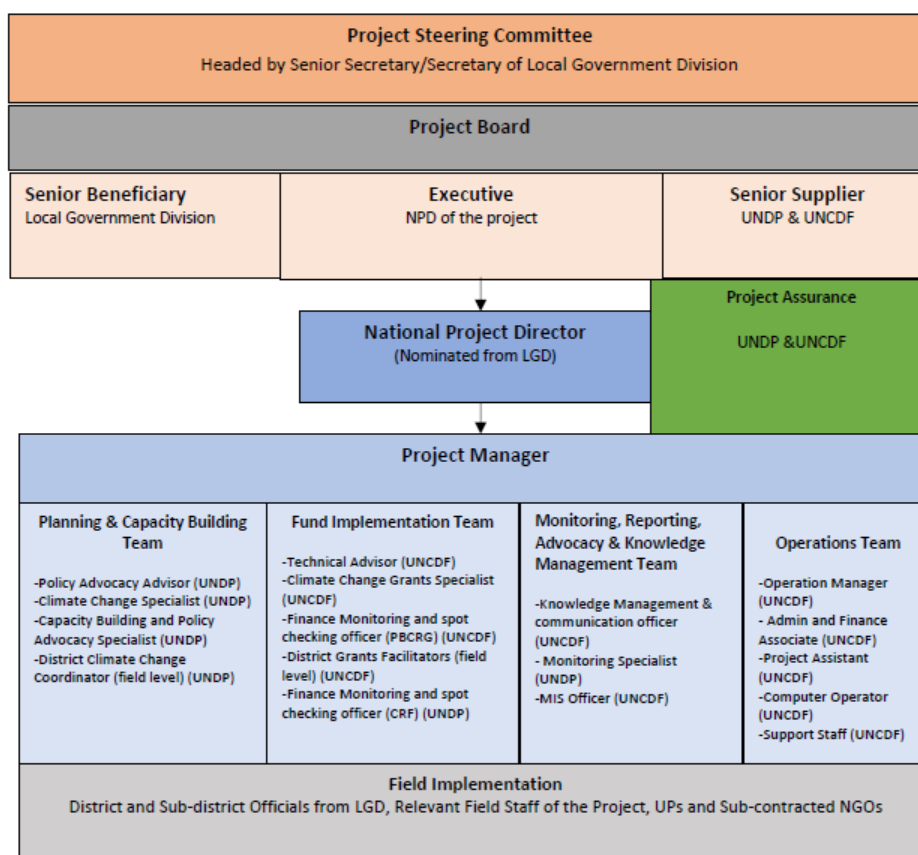 Project Steering Committee
Headed by Senior Secretary/Secretary of Local Government Division
Project Board
Senior Beneficiary
Local Government Division
Executive
NPD of the project
Senior Supplier
UNDP & UNCDF
National Project Director
(Nominated from LGD)
Project Assurance
UNDP &UNCDF
Project Manager
Planning & Capacity Building
Team
-Policy Advocacy Advisor (UNDP)
-Climate Change Specialist (UNDP)
-Capacity Building and Policy
Advocacy Specialist (UNDP)
-District Climate Change
Coordinator (field level) (UNDP)
Fund Implementation Team
-Technical Advisor (UNCDF)
-Climate Change Grants Specialist
(UNCDF)
-Finance Monitoring and spot
checking officer (PBCRG) (UNCDF)
-District Grants Facilitators (field
level) (UNCDF)
-Finance Monitoring and spot
checking officer (CRF) (UNDP)
Monitoring, Reporting,
Advocacy & Knowledge
Management Team
-Knowledge Management &
communication officer
(UNCDF)
- Monitoring Specialist
(UNDP)
-MIS Officer (UNCDF)
Operations Team
-Operation Manager
(UNCDF)
- Admin and Finance
Associate (UNCDF)
-Project Assistant
(UNCDF)
-Computer Operator
(UNCDF)
-Support Staff (UNCDF)
Field Implementation
District and Sub-district Officials from LGD, Relevant Field Staff of the Project, UPs and Sub-contracted NGOs